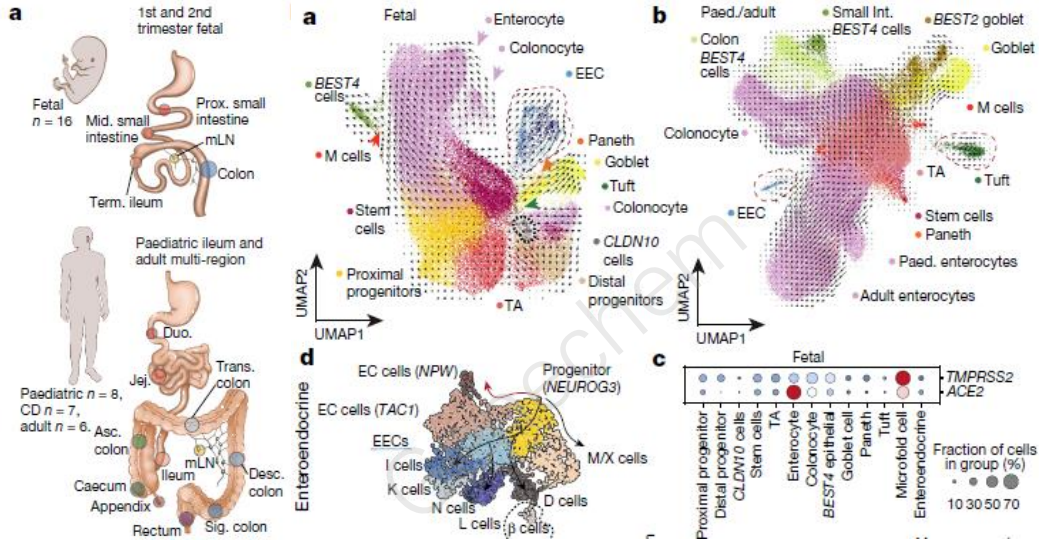 a
1st and 2nd
trimester fetal
Fetal
n = 16
Prox. small
intestine
Mid. small
intestine
mLN
Colon
Term. ileum
Paediatric ileum and
adult multi-region
Duo.
Jej.
Trans.
colon
Paediatric n = 8,
CD n = 7,
adult n = 6.
Asc.
colon
mLN
Ileum
Desc.
colon
Caecum
Appendix
Rectum
Sig. colon
a
Fetal
Enterocyte
Colonocyte
EEC
BEST4
cells
M cells
Paneth
Goblet
Tuft
Colonocyte
Stem
cells
CLDN10
cells
Proximal
progenitors
Distal
progenitors
TA
UMAP2
UMAP1
b
Paed./adult
Small Int.
BEST4 cells
BEST2 goblet
Colon
BEST4
cells
Goblet
M cells
Colonocyte
TA
Tuft
EEC
Stem cells
Paneth
Paed. enterocytes
Adult enterocytes
UMAP2
UMAP1
d
Enteroendocrine
EC cells (NPW)
Progenitor
(NEUROG3)
EC cells (TAC1)
EECs
I cells
M/X cells
K cells
N cells
D cells
L cells
β cells
c
Fetal
TMPRSS2
ACE2
Proximal progenitor
Distal progenitor
CLDN10 cells
Stem cells
TA
Enterocyte
Colonocyte
BEST4 epithelial
Goblet cell
Paneth
Tuft
Microfold cell
Enteroendocrine
Fraction of cells
in group (%)
10 30 50 70